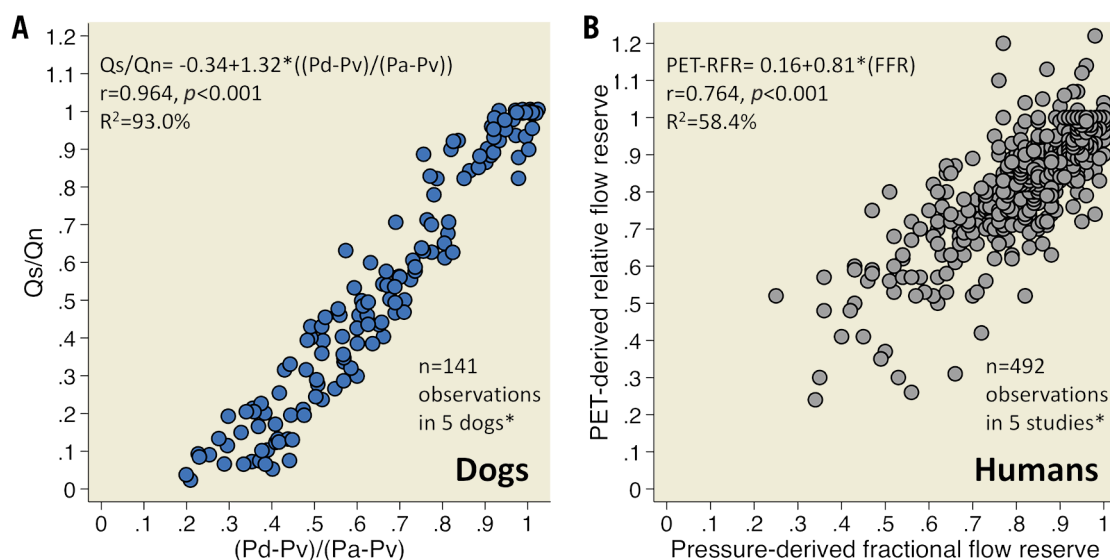 A
Qs/Qn= -0.34+1.32*((Pd-Pv)/(Pa-Pv))
r=0.964, p<0.001
R²=93.0%
n=141
observations
in 5 dogs*
Dogs
Qs/Qn
1.2
1.1
1
.9
.8
.7
.6
.5
.4
.3
.2
.1
0
0 .1 .2 .3 .4 .5 .6 .7 .8 .9 1
(Pd-Pv)/(Pa-Pv)
B
PET-RFR= 0.16+0.81*(FFR)
r=0.764, p<0.001
R²=58.4%
n=492
observations
in 5 studies*
Humans
PET-derived relative flow reserve
1.2
1.1
1
.9
.8
.7
.6
.5
.4
.3
.2
.1
0
0 .1 .2 .3 .4 .5 .6 .7 .8 .9 1
Pressure-derived fractional flow reserve